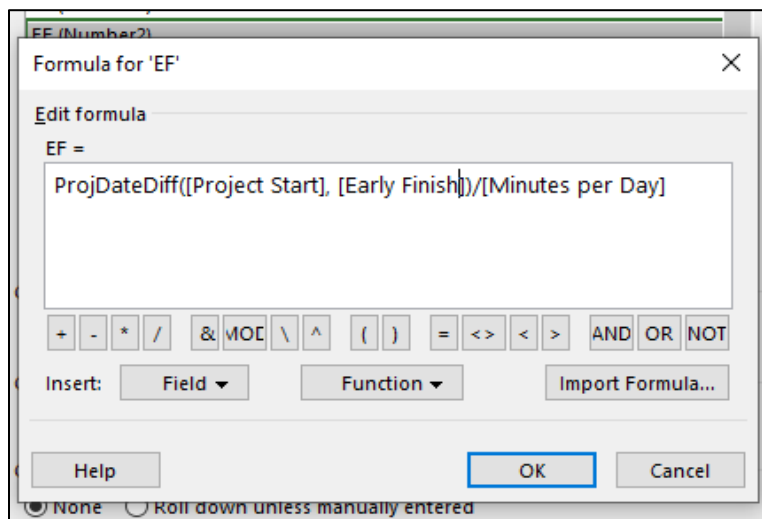 EF (Number2)
Formula for 'EF'
Edit formula
EF =
ProjDateDiff([Project Start], [Early Finish])/[Minutes per Day]
+ - * / & MOD \ ^ ( ) = <> < > AND OR NOT
Insert: Field Function Import Formula...
Help OK Cancel
None Roll down unless manually entered